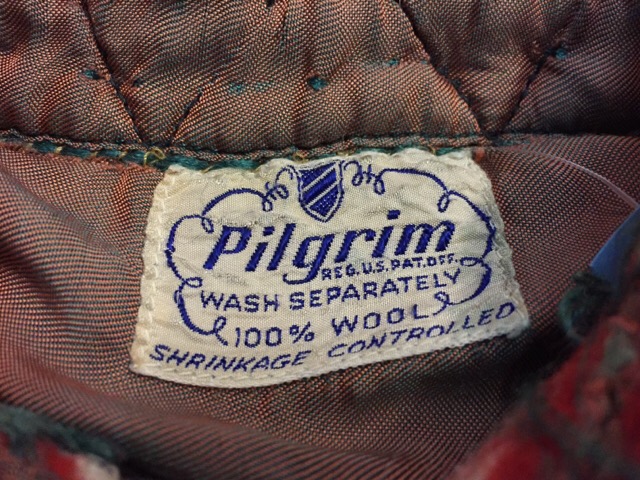 Pilgrim
REG. U.S. PAT. OFF.
WASH SEPARATELY
100% WOOL
SHRINKAGE CONTROLLED